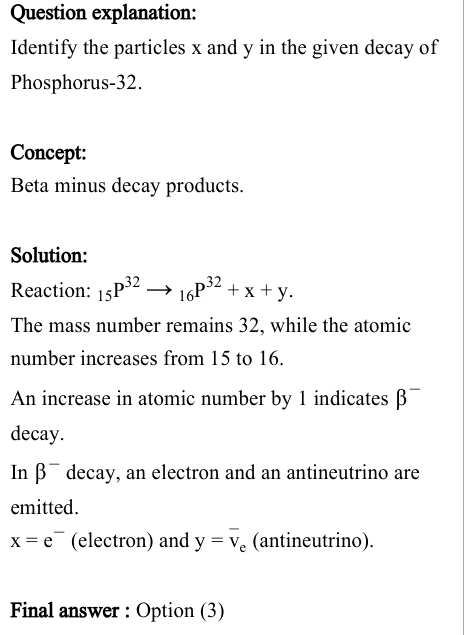 Question explanation:
Identify the particles x and y in the given decay of
Phosphorus-32.
Concept:
Beta minus decay products.
Solution:
Reaction: ₁₅P³² → ₁₆P³² + x + y.
The mass number remains 32, while the atomic
number increases from 15 to 16.
An increase in atomic number by 1 indicates β⁻
decay.
In β⁻ decay, an electron and an antineutrino are
emitted.
x = e⁻ (electron) and y = v̅ₑ (antineutrino).
Final answer : Option (3)